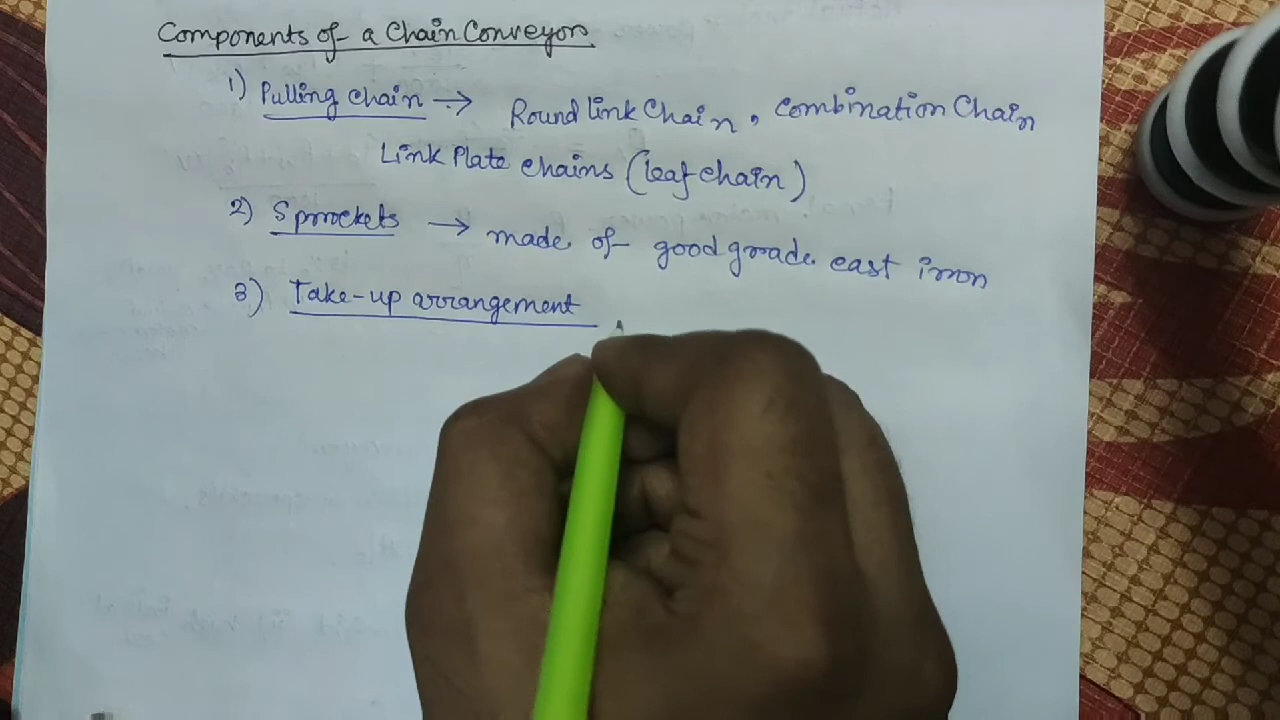 Components of a Chain Conveyor
1) Pulling chain → Round link Chain, Combination Chain
Link Plate chains (leaf chain)
2) Sprockets → made of good grade cast iron
3) Take-up arrangement